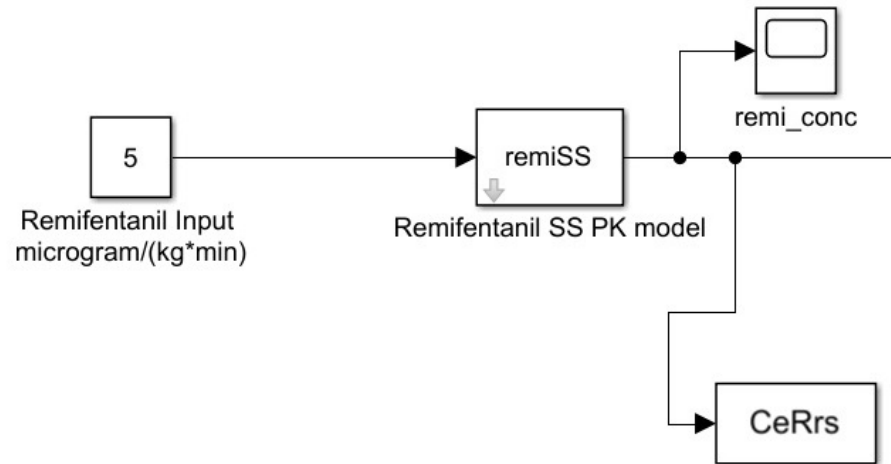 remi_conc
5
remiSS
Remifentanil Input
microgram/(kg*min)
Remifentanil SS PK model
CeRrs